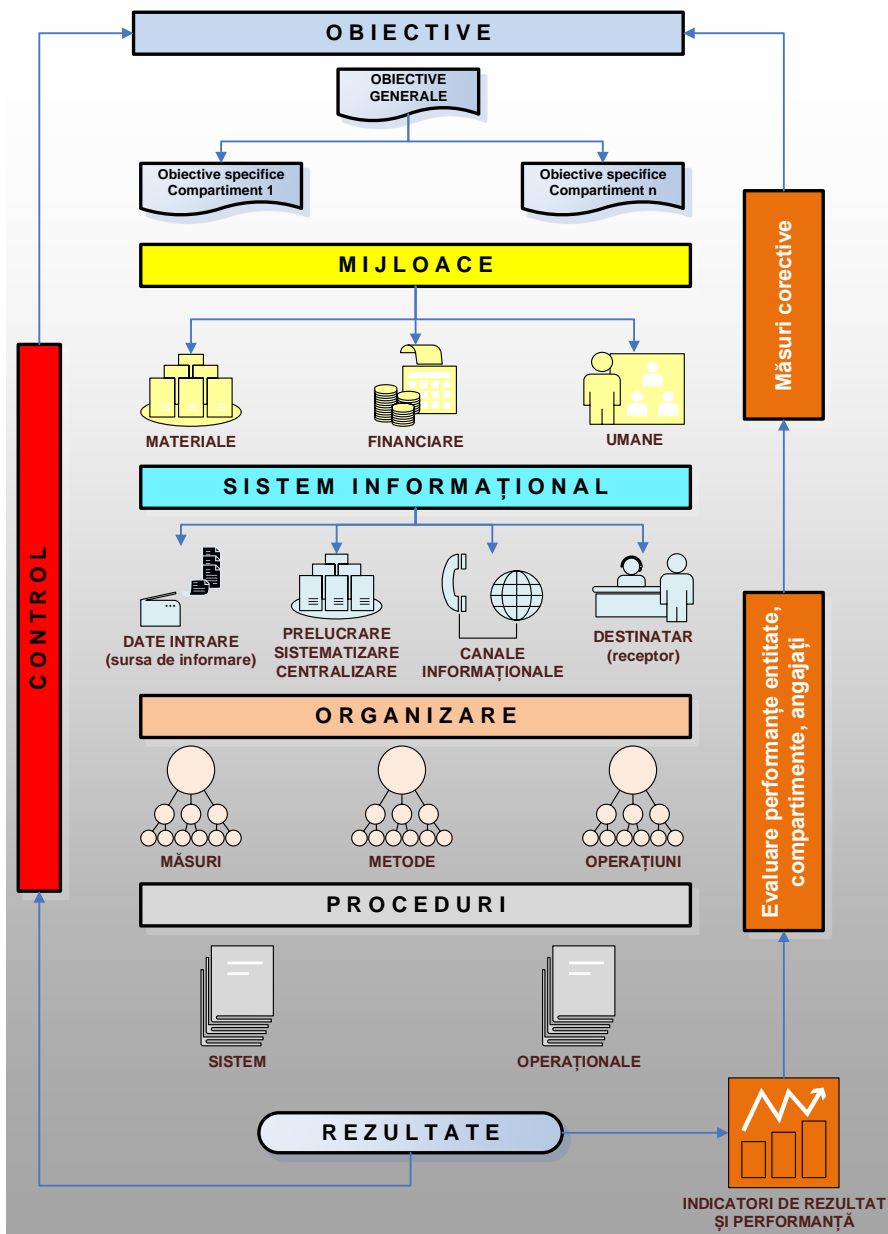 OBIECTIVE
OBIECTIVE
GENERALE
Obiective specifice
Compartiment 1
Obiective specifice
Compartiment n
MIJLOACE
MATERIALE
FINANCIARE
UMANE
SISTEM INFORMAȚIONAL
DATE INTRARE
(sursa de informare)
PRELUCRARE
SISTEMATIZARE
CENTRALIZARE
CANALE
INFORMAȚIONALE
DESTINATAR
(receptor)
ORGANIZARE
MĂSURI
METODE
OPERAȚIUNI
PROCEDURI
SISTEM
OPERAȚIONALE
REZULTATE
CONTROL
Măsuri corective
Evaluare performanțe entitate,
compartimente, angajați
INDICATORI DE REZULTAT
ȘI PERFORMANȚĂ